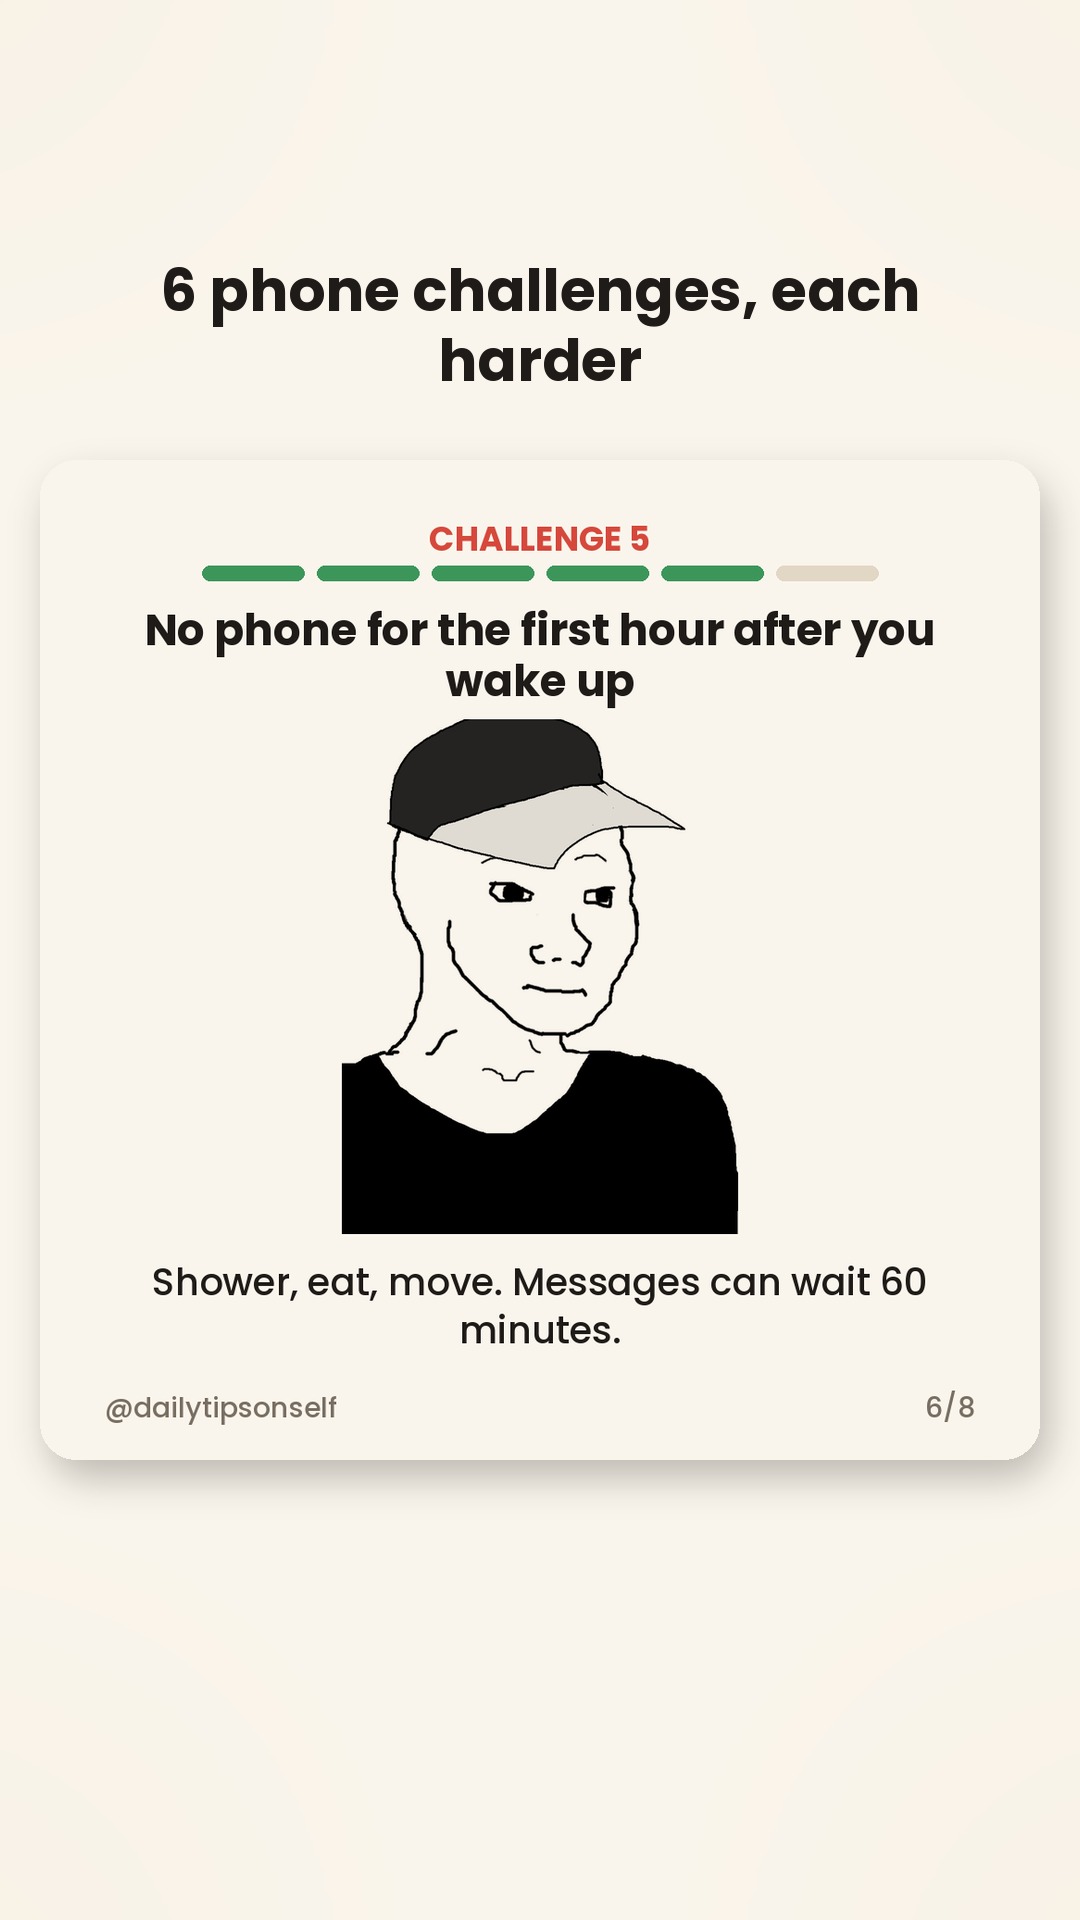 6 phone challenges, each
harder
CHALLENGE 5
No phone for the first hour after you
wake up
Shower, eat, move. Messages can wait 60
minutes.
@dailytipsonself
6/8